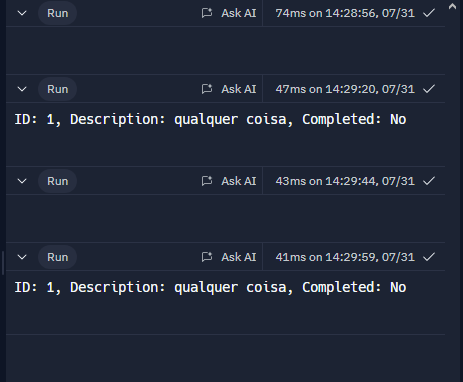 Run Ask AI 74ms on 14:28:56, 07/31
Run Ask AI 47ms on 14:29:20, 07/31
ID: 1, Description: qualquer coisa, Completed: No
Run Ask AI 43ms on 14:29:44, 07/31
Run Ask AI 41ms on 14:29:59, 07/31
ID: 1, Description: qualquer coisa, Completed: No